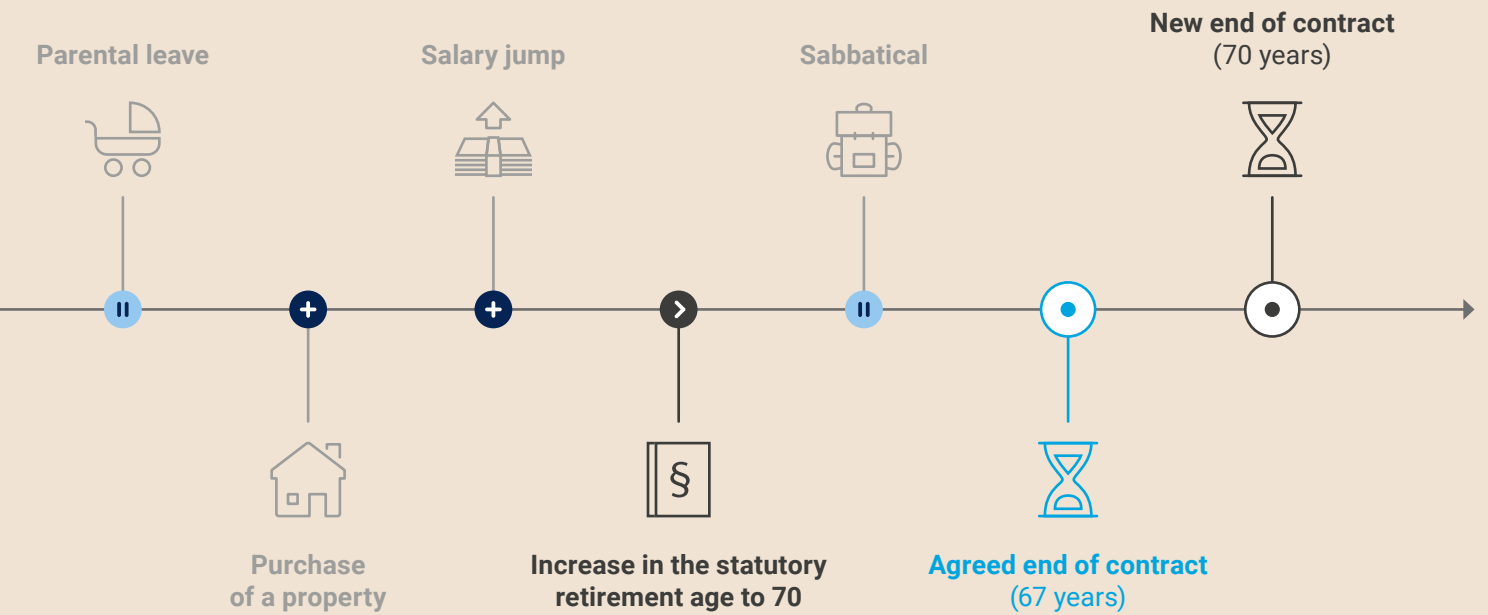 New end of contract
(70 years)
Parental leave
Salary jump
Sabbatical
§
Purchase
of a property
Increase in the statutory
retirement age to 70
Agreed end of contract
(67 years)